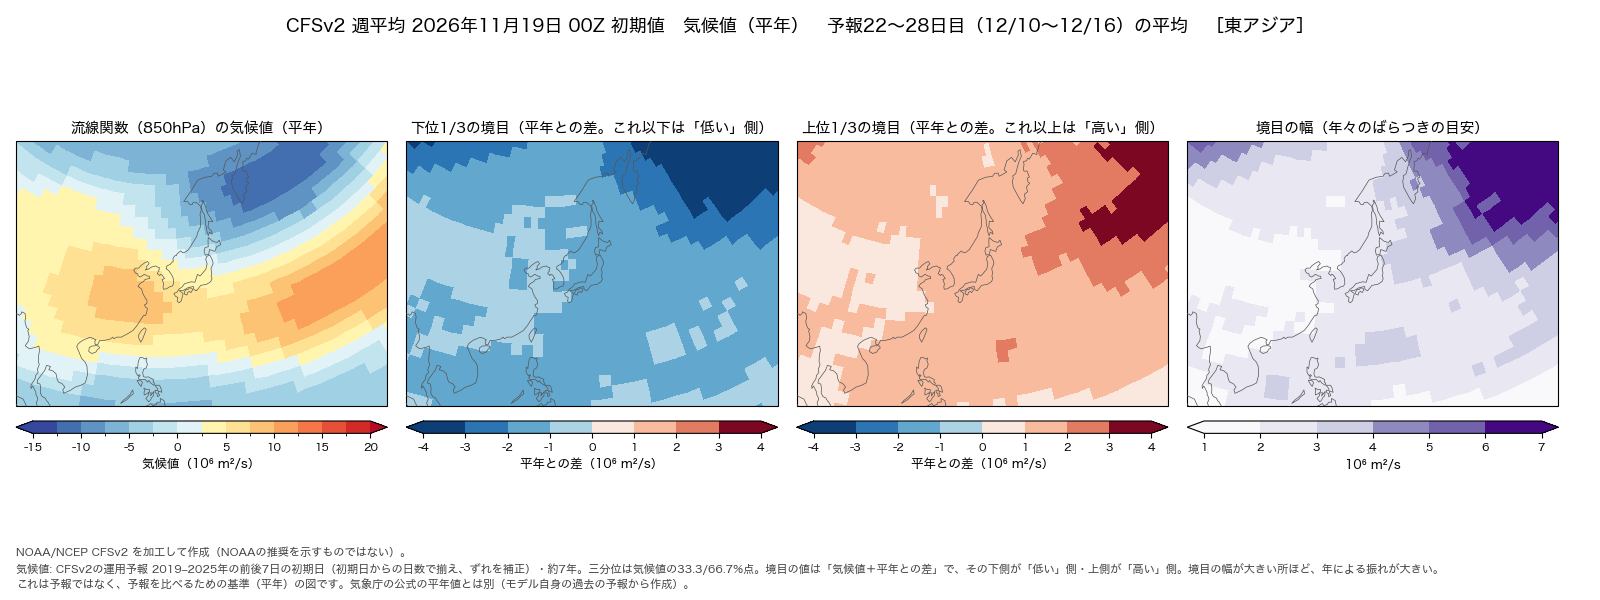 CFSv2 週平均 2026年11月19日 00Z 初期値　気候値（平年）　予報22～28日目（12/10～12/16）の平均　［東アジア］
流線関数（850hPa）の気候値（平年）
下位1/3の境目（平年との差。これ以下は「低い」側）
上位1/3の境目（平年との差。これ以上は「高い」側）
境目の幅（年々のばらつきの目安）
-15 -10 -5 0 5 10 15 20
気候値（10⁶ m²/s）
-4 -3 -2 -1 0 1 2 3 4
平年との差（10⁶ m²/s）
-4 -3 -2 -1 0 1 2 3 4
平年との差（10⁶ m²/s）
1 2 3 4 5 6 7
10⁶ m²/s
NOAA/NCEP CFSv2 を加工して作成（NOAAの推奨を示すものではない）。
気候値: CFSv2の運用予報 2019–2025年の前後7日の初期日（初期日からの日数で揃え、ずれを補正）・約7年。三分位は気候値の33.3/66.7%点。境目の値は「気候値＋平年との差」で、その下側が「低い」側・上側が「高い」側。境目の幅が大きい所ほど、年による振れが大きい。
これは予報ではなく、予報を比べるための基準（平年）の図です。気象庁の公式の平年値とは別（モデル自身の過去の予報から作成）。